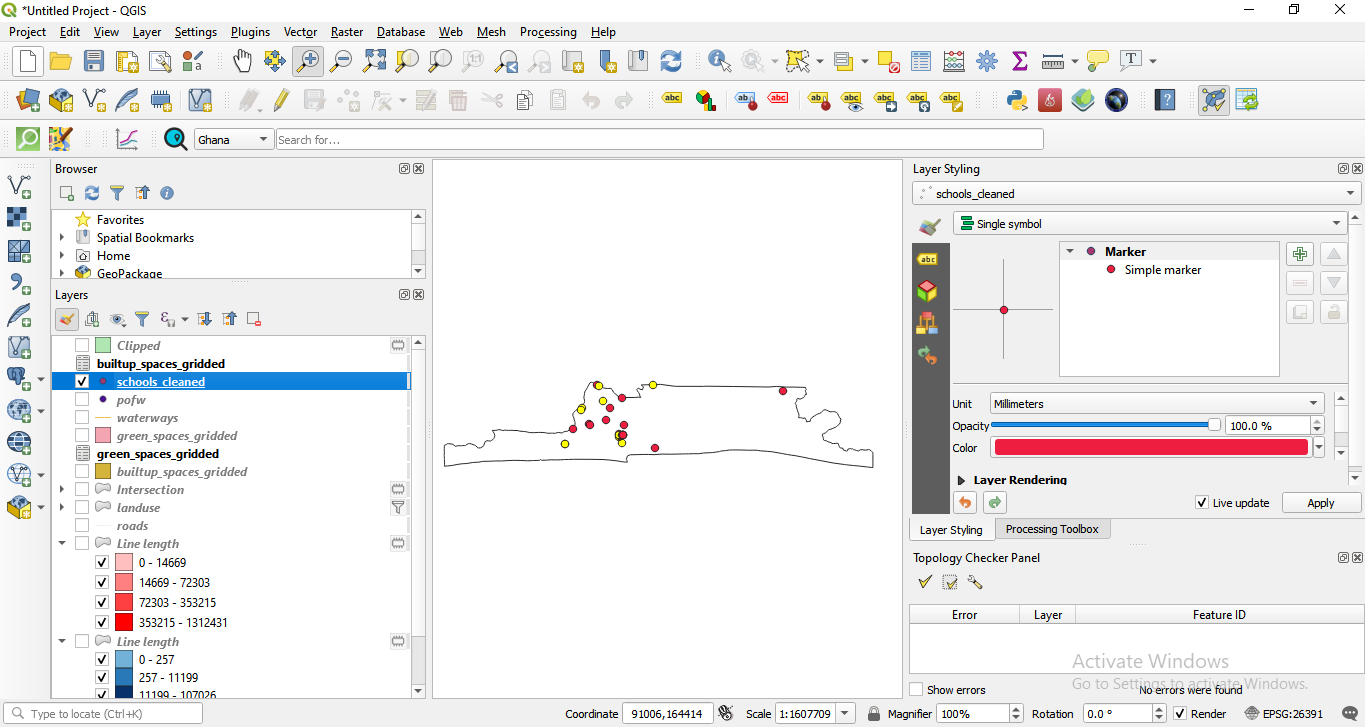 *Untitled Project - QGIS
Project Edit View Layer Settings Plugins Vector Raster Database Web Mesh Processing Help
Ghana Search for...
Browser
Favorites
Spatial Bookmarks
Home
GeoPackage
Layers
Clipped
builtup_spaces_gridded
schools_cleaned
pofw
waterways
green_spaces_gridded
green_spaces_gridded
builtup_spaces_gridded
Intersection
landuse
roads
Line length
0 - 14669
14669 - 72303
72303 - 353215
353215 - 1312431
Line length
0 - 257
257 - 11199
11199 - 107026
Layer Styling
schools_cleaned
Single symbol
Marker
Simple marker
Unit Millimeters
Opacity 100.0 %
Color
Layer Rendering
Live update Apply
Layer Styling Processing Toolbox
Topology Checker Panel
Error Layer Feature ID
Activate Windows
Go to Settings to activate Windows.
Show errors No errors were found
Type to locate (Ctrl+K) Coordinate 91006,164414 Scale 1:1607709 Magnifier 100% Rotation 0.0 ° Render EPSG:26391